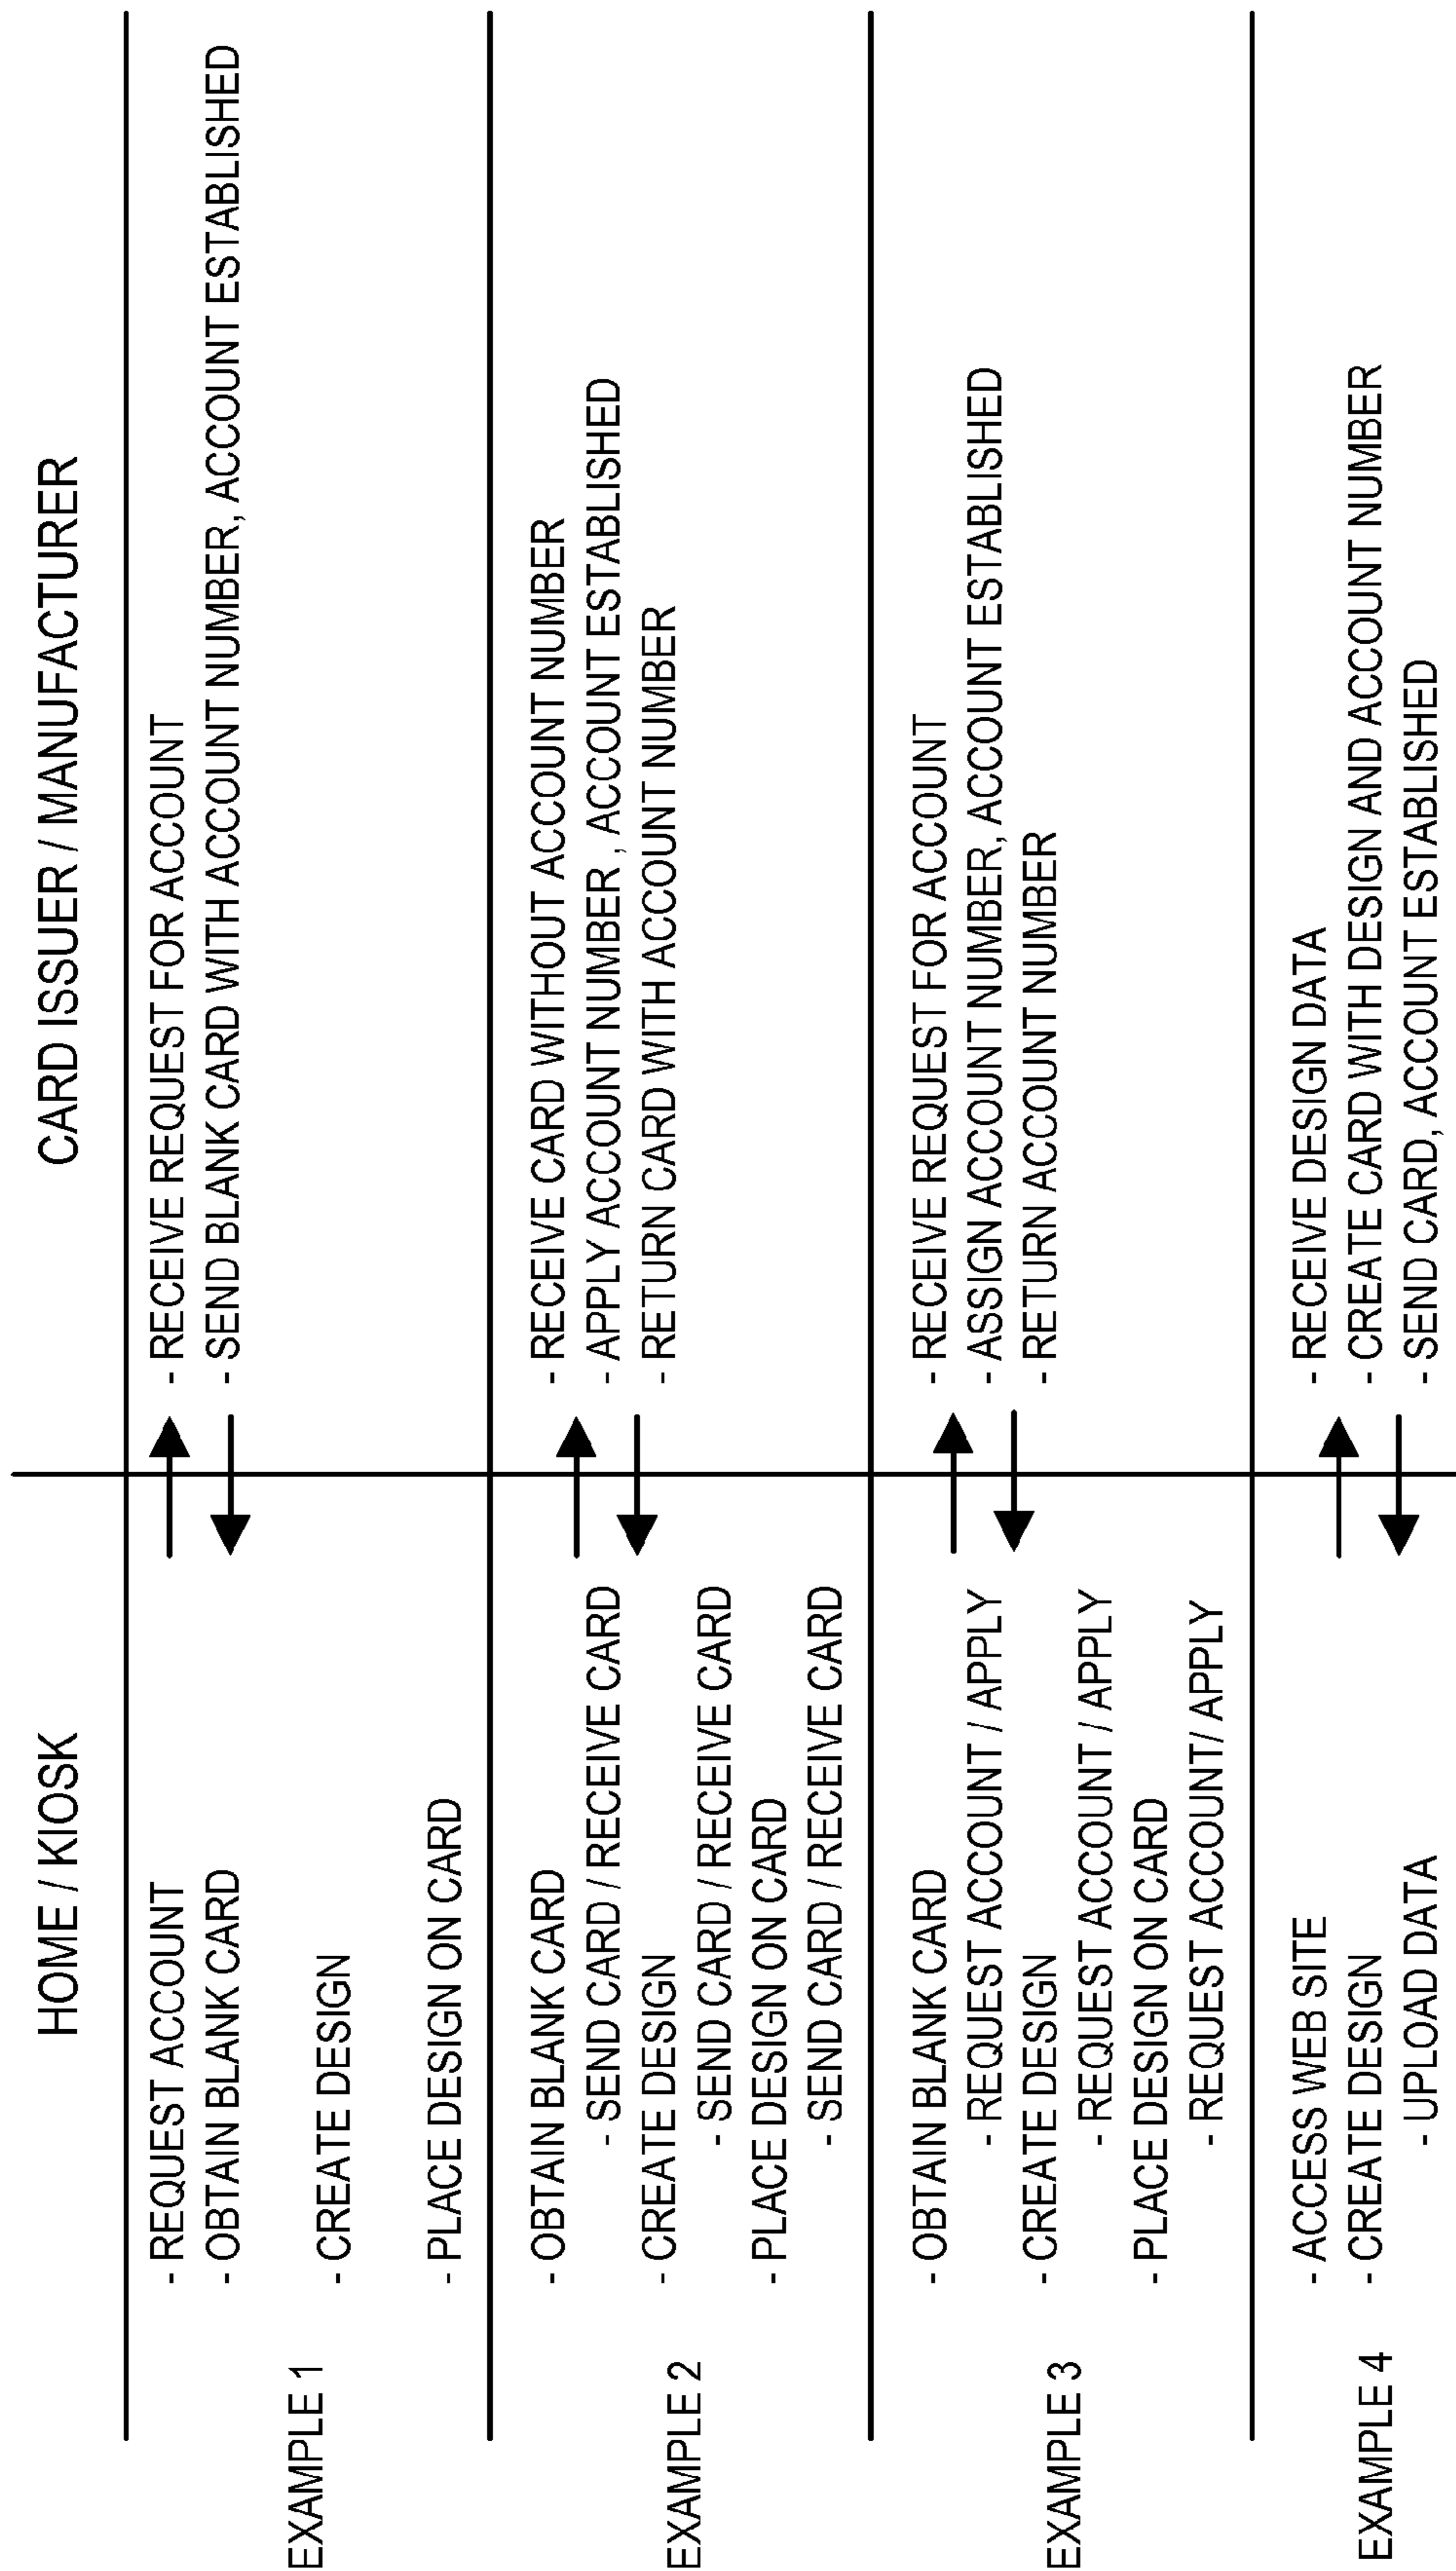 HOME / KIOSK
CARD ISSUER / MANUFACTURER
EXAMPLE 1
- REQUEST ACCOUNT
- OBTAIN BLANK CARD
- CREATE DESIGN
- PLACE DESIGN ON CARD
- RECEIVE REQUEST FOR ACCOUNT
- SEND BLANK CARD WITH ACCOUNT NUMBER, ACCOUNT ESTABLISHED
EXAMPLE 2
- OBTAIN BLANK CARD
- SEND CARD / RECEIVE CARD
- CREATE DESIGN
- SEND CARD / RECEIVE CARD
- PLACE DESIGN ON CARD
- SEND CARD / RECEIVE CARD
- RECEIVE CARD WITHOUT ACCOUNT NUMBER
- APPLY ACCOUNT NUMBER , ACCOUNT ESTABLISHED
- RETURN CARD WITH ACCOUNT NUMBER
EXAMPLE 3
- OBTAIN BLANK CARD
- REQUEST ACCOUNT / APPLY
- CREATE DESIGN
- REQUEST ACCOUNT / APPLY
- PLACE DESIGN ON CARD
- REQUEST ACCOUNT/ APPLY
- RECEIVE REQUEST FOR ACCOUNT
- ASSIGN ACCOUNT NUMBER, ACCOUNT ESTABLISHED
- RETURN ACCOUNT NUMBER
EXAMPLE 4
- ACCESS WEB SITE
- CREATE DESIGN
- UPLOAD DATA
- RECEIVE DESIGN DATA
- CREATE CARD WITH DESIGN AND ACCOUNT NUMBER
- SEND CARD, ACCOUNT ESTABLISHED